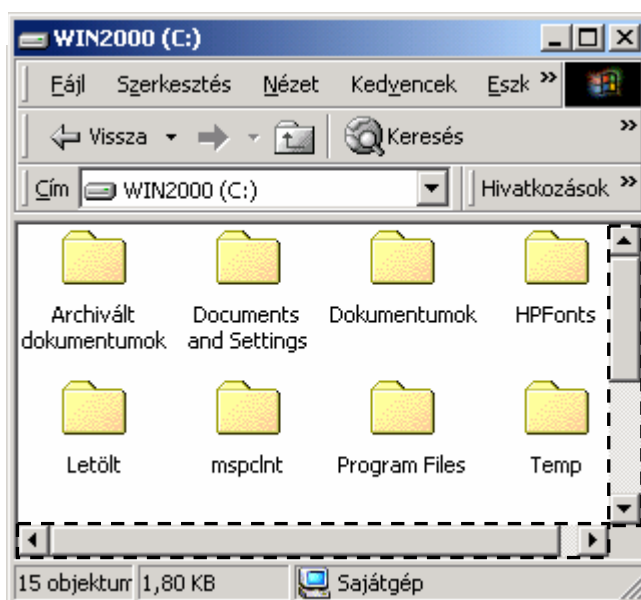 WIN2000 (C:)
Fájl Szerkesztés Nézet Kedvencek Eszk »
Vissza Keresés »
Cím WIN2000 (C:) Hivatkozások »
Archivált dokumentumok
Documents and Settings
Dokumentumok
HPFonts
Letölt
mspclnt
Program Files
Temp
15 objektum 1,80 KB Sajátgép